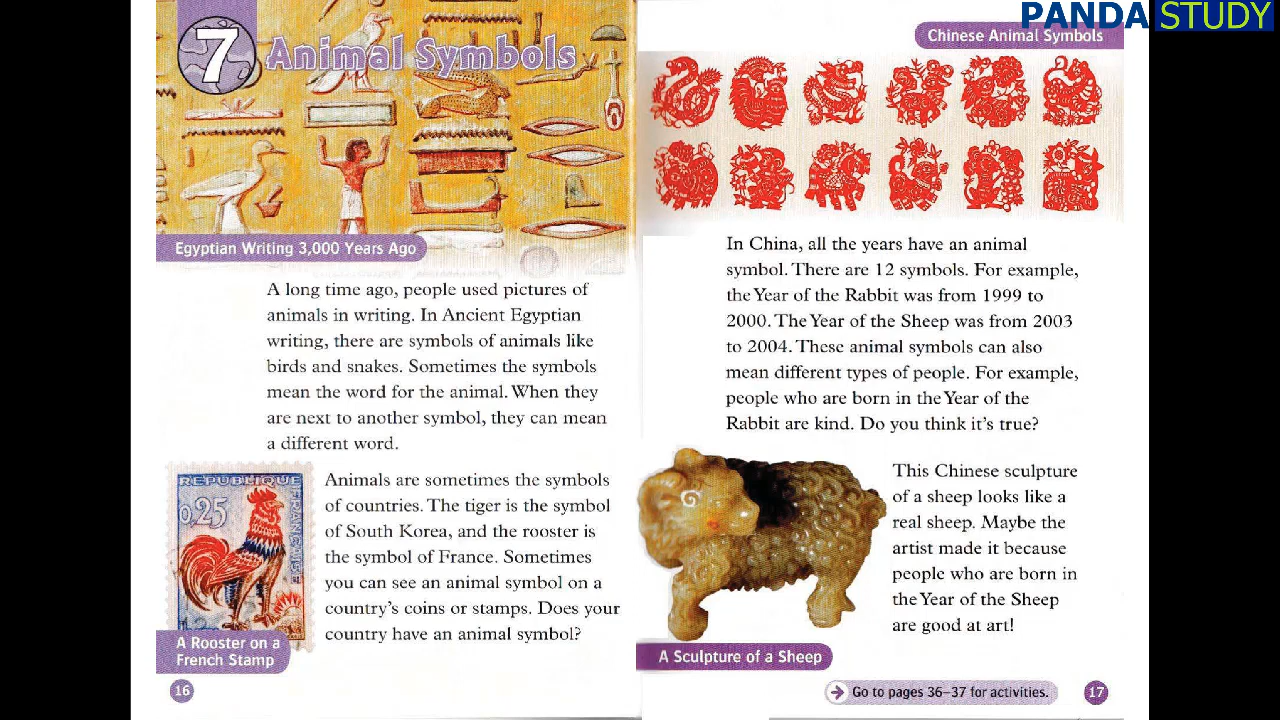 PANDA STUDY
7
Animal Symbols
Egyptian Writing 3,000 Years Ago
A long time ago, people used pictures of
animals in writing. In Ancient Egyptian
writing, there are symbols of animals like
birds and snakes. Sometimes the symbols
mean the word for the animal. When they
are next to another symbol, they can mean
a different word.
REPUBLIQUE
FRANÇAISE
0,25
Animals are sometimes the symbols
of countries. The tiger is the symbol
of South Korea, and the rooster is
the symbol of France. Sometimes
you can see an animal symbol on a
country's coins or stamps. Does your
country have an animal symbol?
A Rooster on a
French Stamp
16
Chinese Animal Symbols
In China, all the years have an animal
symbol. There are 12 symbols. For example,
the Year of the Rabbit was from 1999 to
2000. The Year of the Sheep was from 2003
to 2004. These animal symbols can also
mean different types of people. For example,
people who are born in the Year of the
Rabbit are kind. Do you think it's true?
This Chinese sculpture
of a sheep looks like a
real sheep. Maybe the
artist made it because
people who are born in
the Year of the Sheep
are good at art!
A Sculpture of a Sheep
Go to pages 36–37 for activities.
17